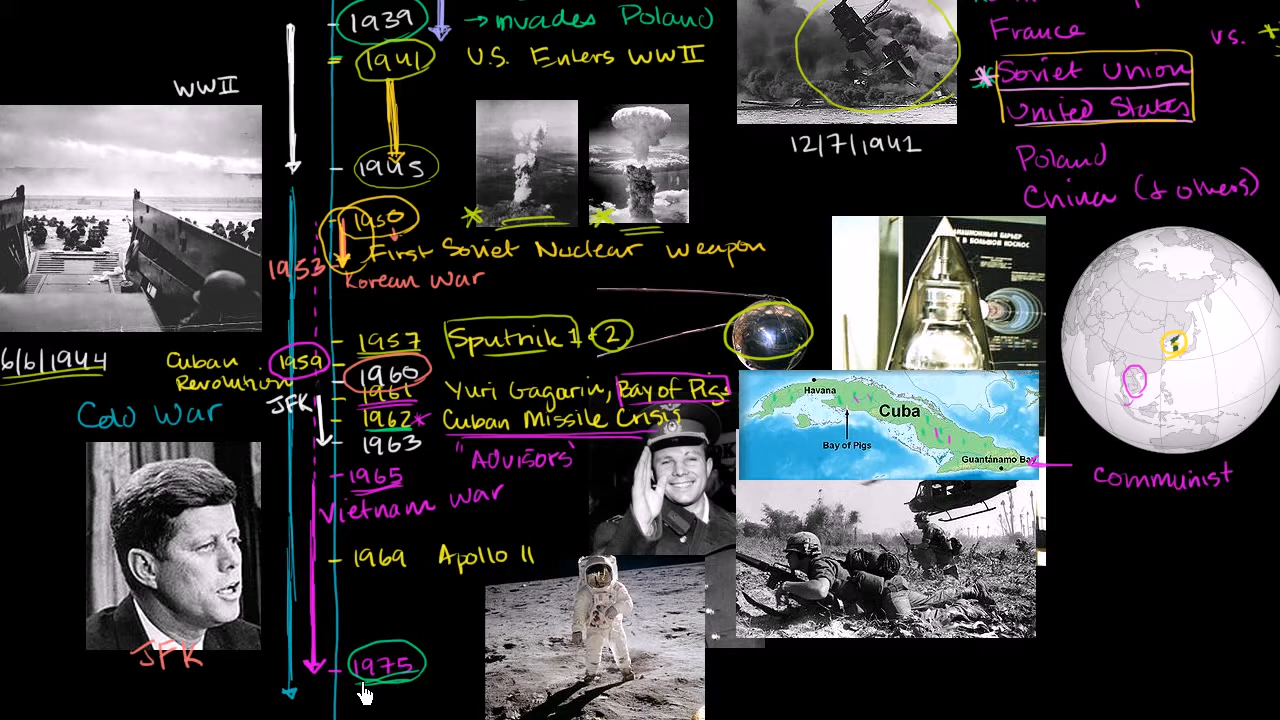 1939 → invades Poland
1941 U.S. Enters WWII
WWII
1945
12/7/1941
France
vs.
Soviet Union
United States
Poland
China (& others)
1950
First Soviet Nuclear Weapon
1953
Korean War
1957 Sputnik 1 + 2
6/6/1944
Cuban
Revolution
1959
1960
1961 Yuri Gagarin, Bay of Pigs
JFK
1962 * Cuban Missile Crisis
Cold War
1963
"Advisors"
1965
Vietnam War
1969 Apollo 11
JFK
1975
Havana
Cuba
Bay of Pigs
Guantánamo Bay
Communist
В БОЛЬШОЙ КОСМОС